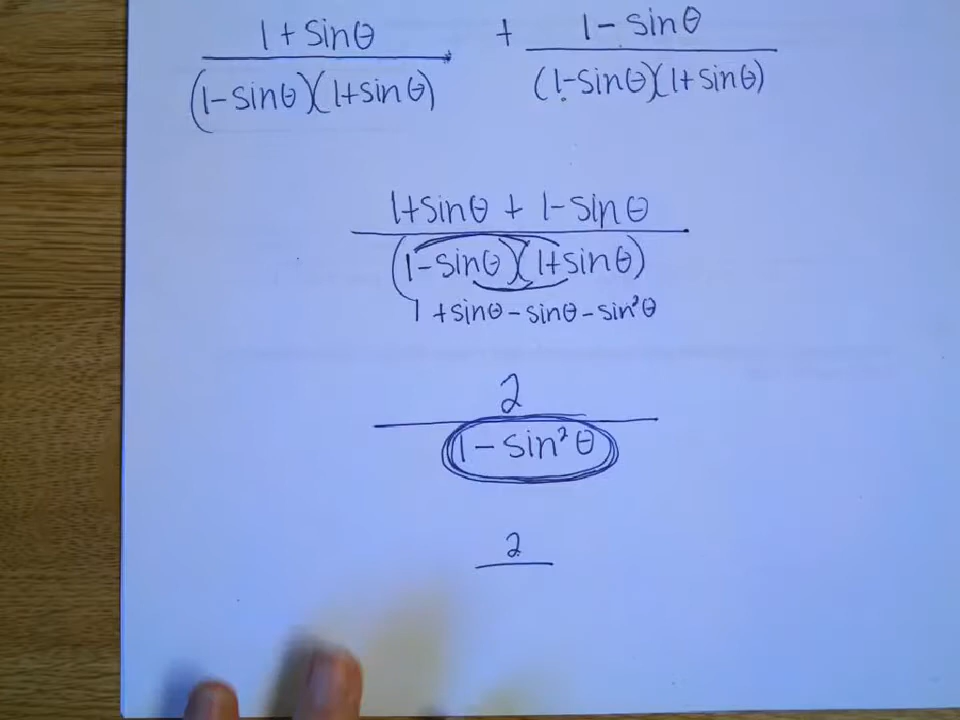 1 + sinθ + 1 - sinθ
(1 - sinθ)(1+sinθ) (1-sinθ)(1+sinθ)
1+sinθ + 1-sinθ
(1-sinθ)(1+sinθ)
1 +sinθ - sinθ - sin²θ
2
1 - sin²θ
2